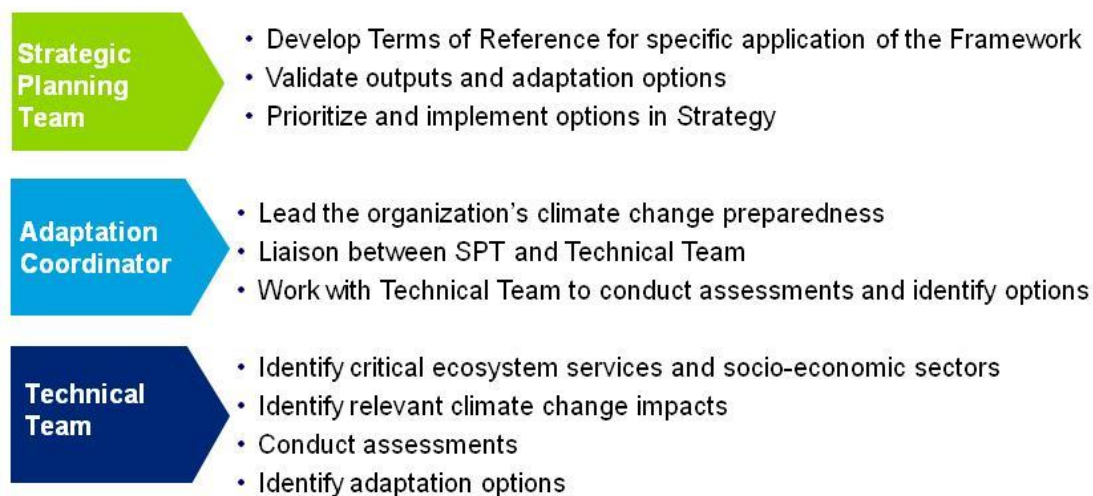 Strategic
Planning
Team
• Develop Terms of Reference for specific application of the Framework
• Validate outputs and adaptation options
• Prioritize and implement options in Strategy
Adaptation
Coordinator
• Lead the organization's climate change preparedness
• Liaison between SPT and Technical Team
• Work with Technical Team to conduct assessments and identify options
Technical
Team
• Identify critical ecosystem services and socio-economic sectors
• Identify relevant climate change impacts
• Conduct assessments
• Identify adaptation options